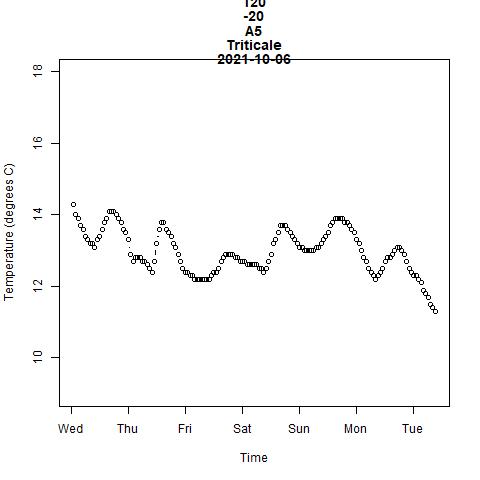 120
-20
A5
Triticale
2021-10-06
Temperature (degrees C)
18
16
14
12
10
Wed Thu Fri Sat Sun Mon Tue
Time